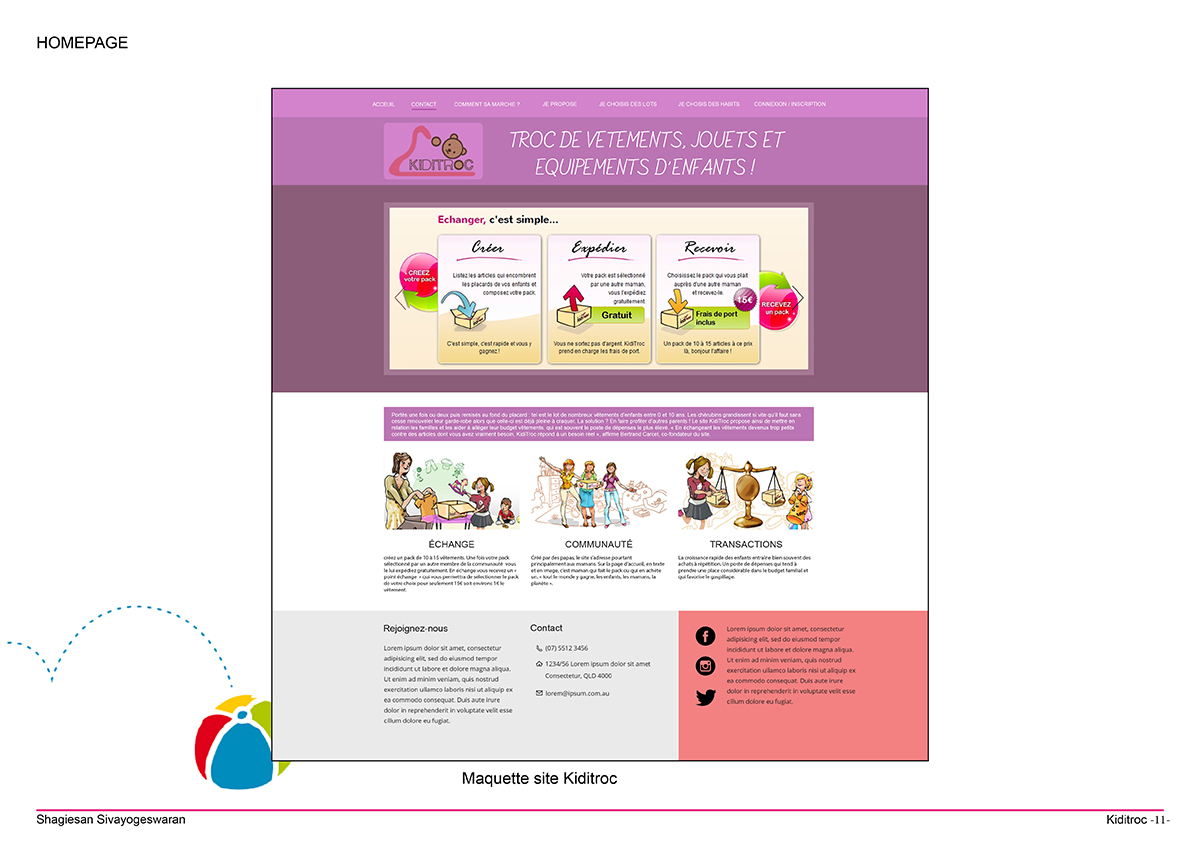 HOMEPAGE
ACCEUIL CONTACT COMMENT SA MARCHE ? JE PROPOSE JE CHOISIS DES LOTS JE CHOISIS DES HABITS CONNEXION / INSCRIPTION
KIDITROC
TROC DE VETEMENTS, JOUETS ET
EQUIPEMENTS D'ENFANTS !
Echanger, c'est simple...
CREEZ
votre pack
Créer
Listez les articles qui encombrent
les placards de vos enfants et
composez votre pack.
C'est simple, c'est rapide et vous y
gagnez !
Expédier
Votre pack est sélectionné
par une autre maman,
vous l'expédiez
gratuitement
Gratuit
Vous ne sortez pas d'argent. KidiTroc
prend en charge les frais de port.
Recevoir
Choisissez le pack qui vous plait
auprès d'une autre maman
et recevez-le.
15€
Frais de port
inclus
Un pack de 10 à 15 articles à ce prix
là, bonjour l'affaire !
RECEVEZ
un pack
Portés une fois ou deux puis remisés au fond du placard : tel est le lot de nombreux vêtements d'enfants entre 0 et 10 ans. Les chérubins grandissent si vite qu'il faut sans
cesse renouveler leur garde-robe alors que celle-ci est déjà pleine à craquer. La solution ? En faire profiter d'autres parents ! Le site KidiTroc propose ainsi de mettre en
relation les familles et les aider à alléger leur budget vêtements, qui est souvent le poste de dépenses le plus élevé. « En échangeant les vêtements devenus trop petits
contre des articles dont vous avez vraiment besoin, KidiTroc répond à un besoin réel », affirme Bertrand Carcel, co-fondateur du site.
ÉCHANGE
créez un pack de 10 à 15 vêtements. Une fois votre pack
sélectionné par un autre membre de la communauté vous
le lui expédiez gratuitement. En échange vous recevez un «
point échange » qui vous permettra de sélectionner le pack
de votre choix pour seulement 15€ soit environs 1€ le
vêtement.
COMMUNAUTÉ
Créé par des papas, le site s'adresse pourtant
principalement aux mamans. Sur la page d'accueil, en texte
et en image, c'est maman qui fait le pack ou qui en achète
un, « tout le monde y gagne, les enfants, les mamans, la
planète ».
TRANSACTIONS
La croissance rapide des enfants entraîne bien souvent des
achats à répétition. Un poste de dépenses qui tend à
prendre une place considérable dans le budget familial et
qui favorise le gaspillage.
Rejoignez-nous
Lorem ipsum dolor sit amet, consectetur
adipisicing elit, sed do eiusmod tempor
incididunt ut labore et dolore magna aliqua.
Ut enim ad minim veniam, quis nostrud
exercitation ullamco laboris nisi ut aliquip ex
ea commodo consequat. Duis aute irure
dolor in reprehenderit in voluptate velit esse
cillum dolore eu fugiat.
Contact
(07) 5512 3456
1234/56 Lorem ipsum dolor sit amet
Consectetur, QLD 4000
lorem@ipsum.com.au
Lorem ipsum dolor sit amet, consectetur
adipisicing elit, sed do eiusmod tempor
incididunt ut labore et dolore magna aliqua.
Ut enim ad minim veniam, quis nostrud
exercitation ullamco laboris nisi ut aliquip ex
ea commodo consequat. Duis aute irure
dolor in reprehenderit in voluptate velit esse
cillum dolore eu fugiat.
Maquette site Kiditroc
Shagiesan Sivayogeswaran
Kiditroc -11-